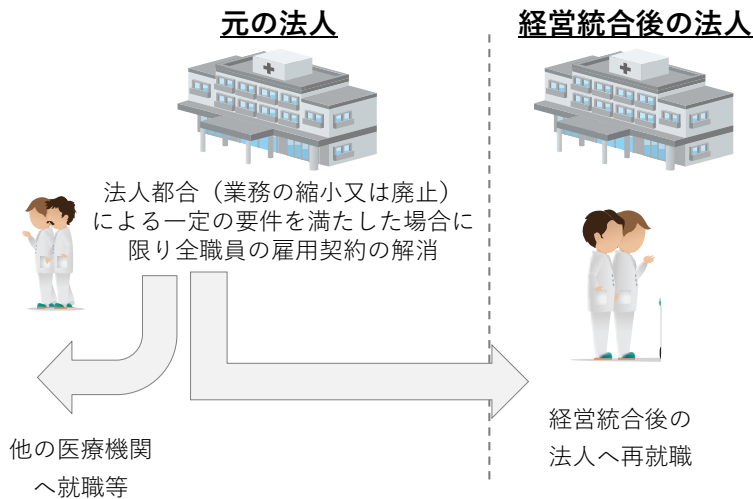 元の法人
経営統合後の法人
法人都合（業務の縮小又は廃止）
による一定の要件を満たした場合に
限り全職員の雇用契約の解消
他の医療機関
へ就職等
経営統合後の
法人へ再就職